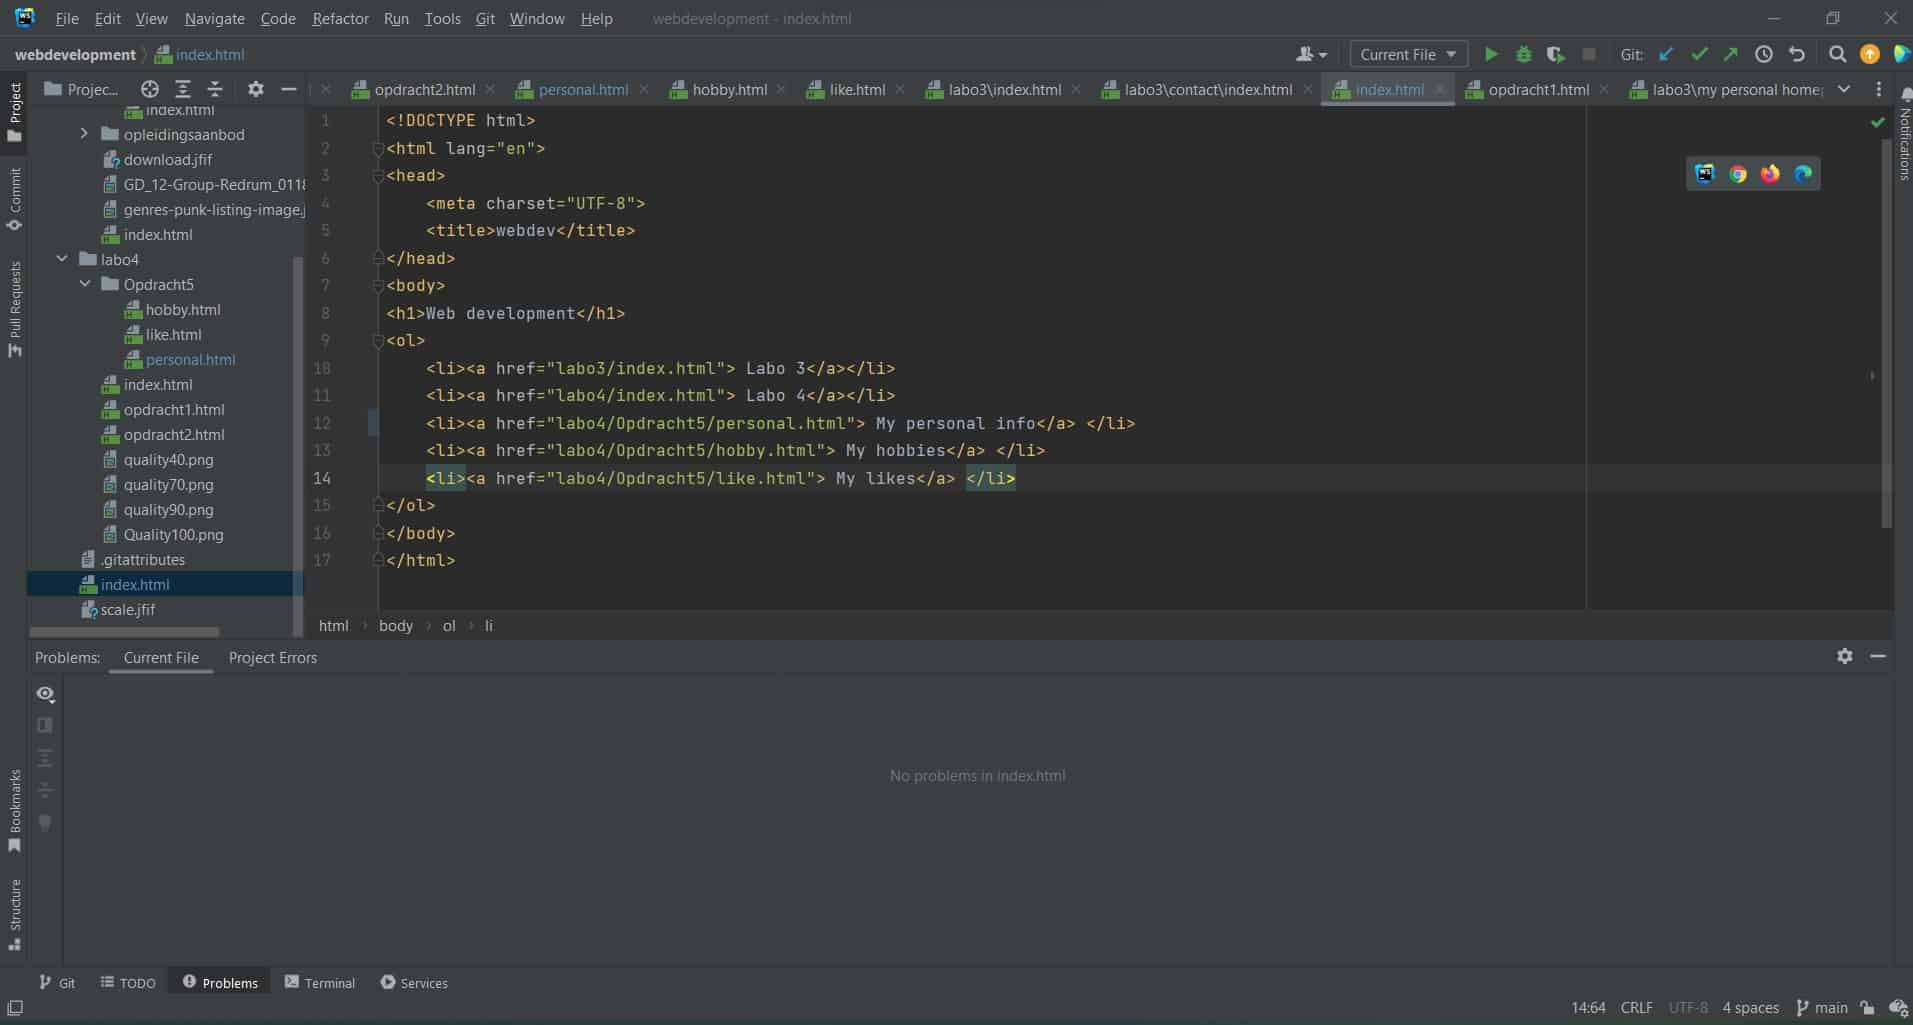 WS File Edit View Navigate Code Refactor Run Tools Git Window Help webdevelopment - index.html
webdevelopment index.html Current File Git:
Project
Projec...
opdracht2.html personal.html hobby.html like.html labo3\index.html labo3\contact\index.html index.html opdracht1.html labo3\my personal home
Notifications
Commit
Pull Requests
index.html
opleidingsaanbod
download.jfif
GD_12-Group-Redrum_0118
genres-punk-listing-image.j
index.html
labo4
Opdracht5
hobby.html
like.html
personal.html
index.html
opdracht1.html
opdracht2.html
quality40.png
quality70.png
quality90.png
Quality100.png
.gitattributes
index.html
scale.jfif
1 <!DOCTYPE html>
2 <html lang="en">
3 <head>
4 <meta charset="UTF-8">
5 <title>webdev</title>
6 </head>
7 <body>
8 <h1>Web development</h1>
9 <ol>
10 <li><a href="labo3/index.html"> Labo 3</a></li>
11 <li><a href="labo4/index.html"> Labo 4</a></li>
12 <li><a href="labo4/Opdracht5/personal.html"> My personal info</a> </li>
13 <li><a href="labo4/Opdracht5/hobby.html"> My hobbies</a> </li>
14 <li><a href="labo4/Opdracht5/like.html"> My likes</a> </li>
15 </ol>
16 </body>
17 </html>
html body ol li
Problems: Current File Project Errors
No problems in index.html
Bookmarks
Structure
Git TODO Problems Terminal Services
14:64 CRLF UTF-8 4 spaces main